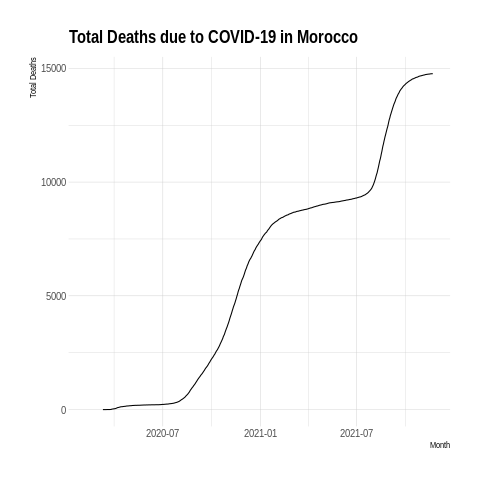 Total Deaths due to COVID-19 in Morocco
Total Deaths
15000
10000
5000
0
2020-07 2021-01 2021-07
Month